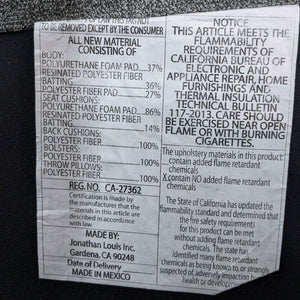 OF LAW THIS TAG NOT
TO BE REMOVED EXCEPT BY THE CONSUMER
ALL NEW MATERIAL
CONSISTING OF
BODY:
POLYURETHANE FOAM PAD....37%
RESINATED POLYESTER FIBER
BATTING ....36%
POLYESTER FIBER ....27%
SEAT CUSHIONS:
POLYURETHANE FOAM PAD....86%
RESINATED POLYESTER FIBER
BATTING ....14%
BACK CUSHIONS:
POLYESTER FIBER ....100%
BOLSTERS:
POLYESTER FIBER ....100%
THROW PILLOWS:
POLYESTER FIBER ....100%
REG. NO. CA-27362
Certification is made by
the manufacturer that the
materials in this article are
described in accordance
with law.
MADE BY:
Jonathan Louis Inc.
Gardena, CA 90248
Date of Delivery
MADE IN MEXICO
NOTICE
THIS ARTICLE MEETS THE
FLAMMABILITY
REQUIREMENTS OF
CALIFORNIA BUREAU OF
ELECTRONIC AND
APPLIANCE REPAIR, HOME
FURNISHINGS AND
THERMAL INSULATION
TECHNICAL BULLETIN
117-2013. CARE SHOULD
BE EXERCISED NEAR OPEN
FLAME OR WITH BURNING
CIGARETTES.
The upholstery materials in this product:
contain added flame retardant
chemicals
X contain NO added flame retardant
chemicals
The State of California has updated the
flammability standard and determined that
the fire safety requirements
for this product can be met
without adding flame retardant
chemicals. The state has
identified many flame retardant
chemicals as being known to, or strongly
suspected of, adversely impacting
health or development